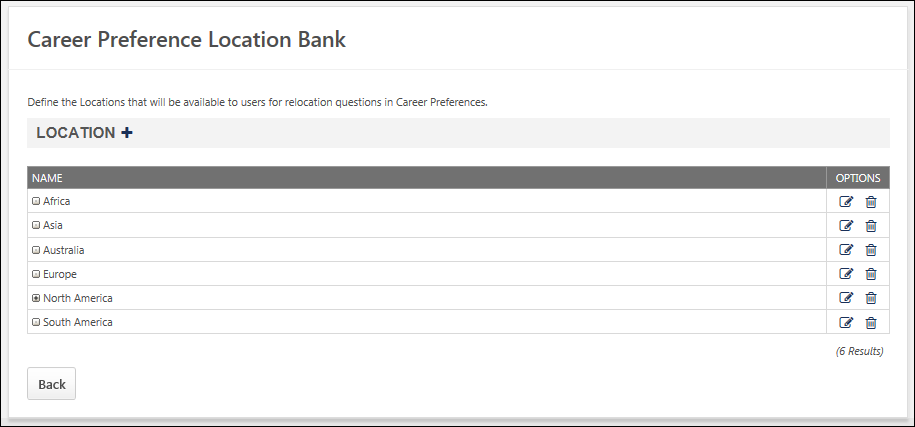 Career Preference Location Bank
Define the Locations that will be available to users for relocation questions in Career Preferences.
LOCATION
NAME OPTIONS
Africa
Asia
Australia
Europe
North America
South America
(6 Results)
Back